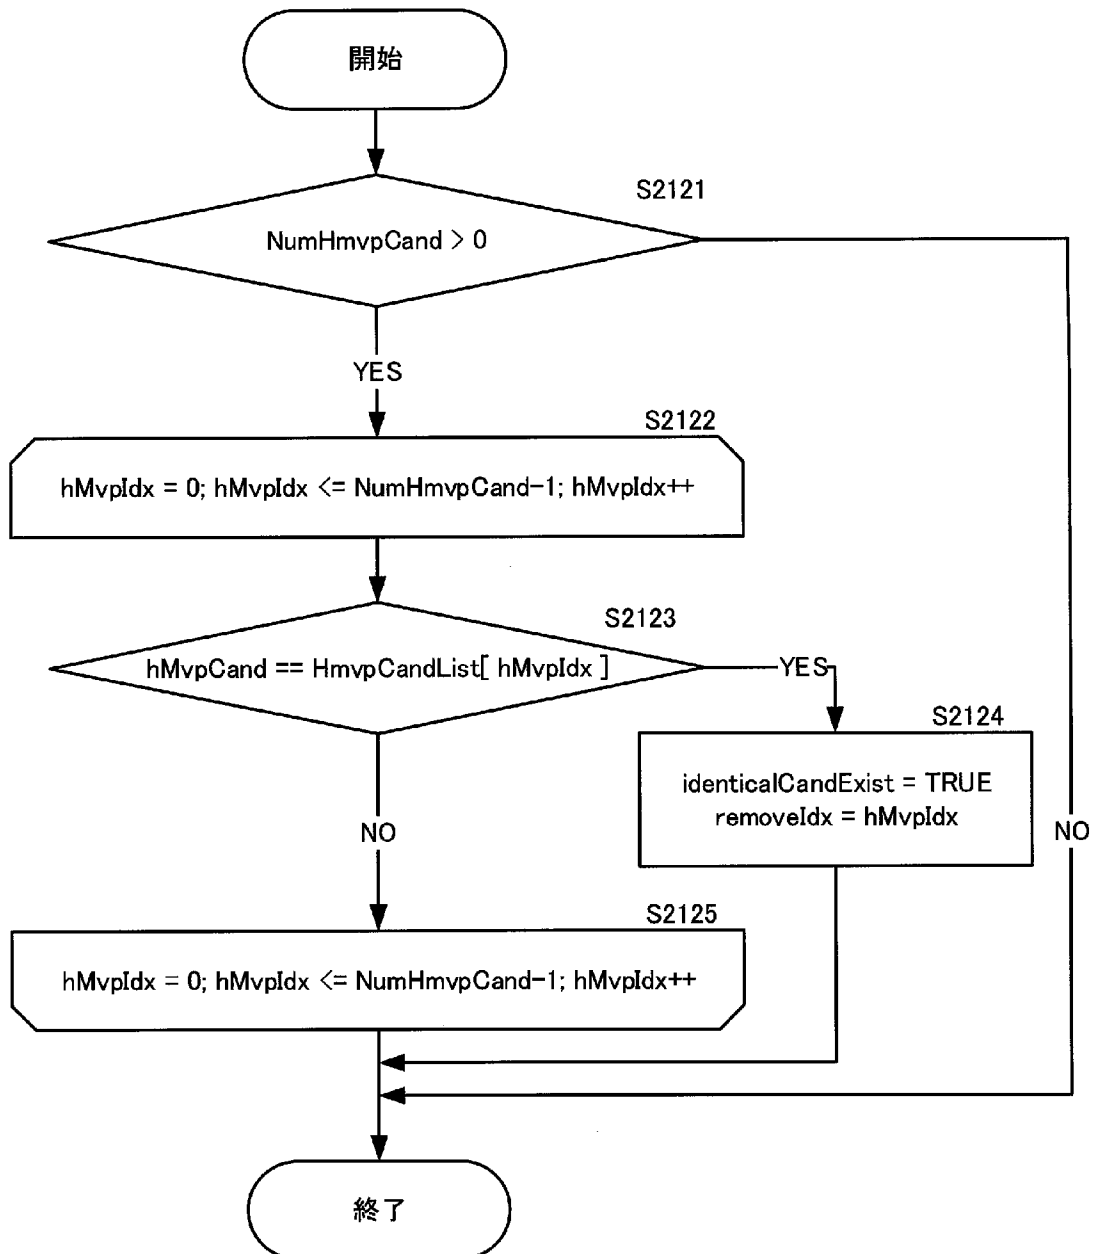 開始
S2121
NumHmvpCand > 0
YES
S2122
hMvpIdx = 0; hMvpIdx <= NumHmvpCand-1; hMvpIdx++
S2123
hMvpCand == HmvpCandList[ hMvpIdx ]
YES
S2124
identicalCandExist = TRUE
removeIdx = hMvpIdx
NO
NO
S2125
hMvpIdx = 0; hMvpIdx <= NumHmvpCand-1; hMvpIdx++
終了